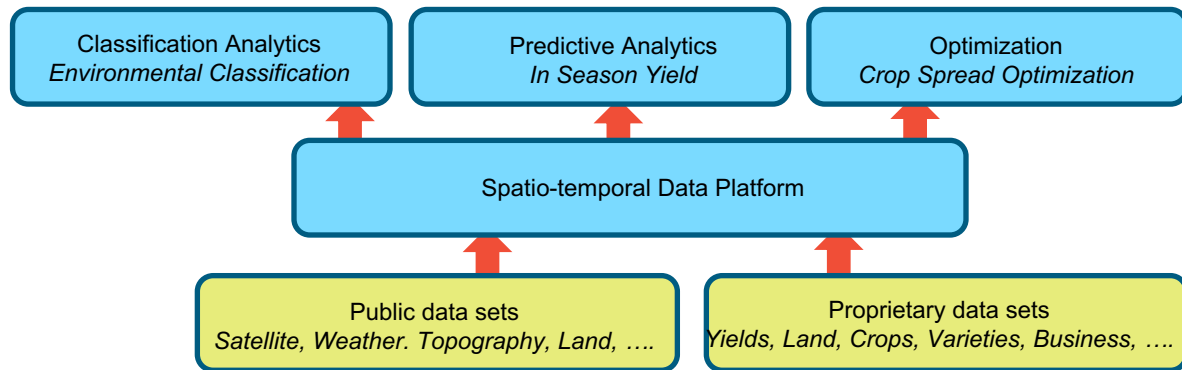 Classification Analytics
Environmental Classification
Predictive Analytics
In Season Yield
Optimization
Crop Spread Optimization
Spatio-temporal Data Platform
Public data sets
Satellite, Weather. Topography, Land, ….
Proprietary data sets
Yields, Land, Crops, Varieties, Business, ….